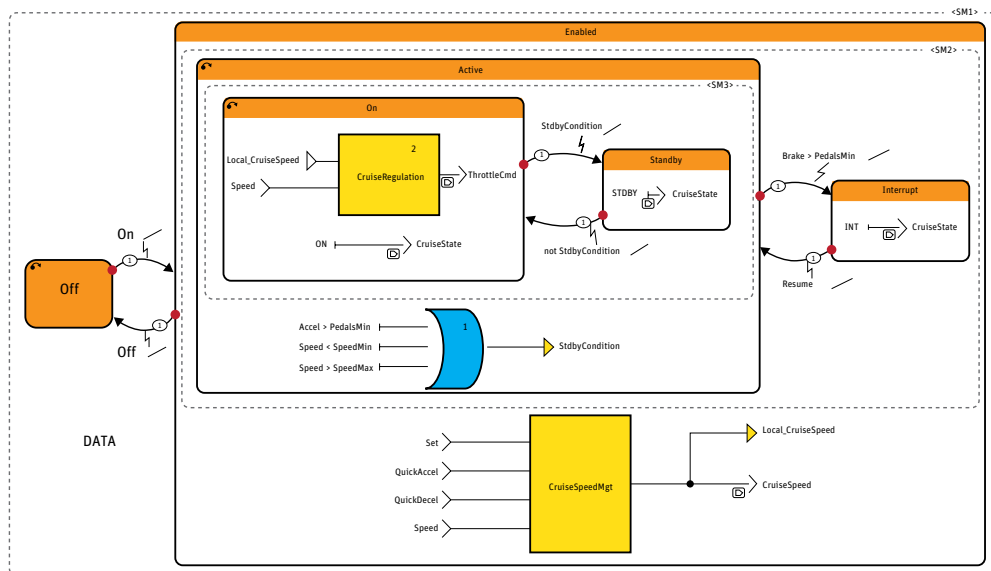 <SM1>
Enabled
<SM2>
Active
<SM3>
On
StdbyCondition
2
Local_CruiseSpeed
CruiseRegulation
ThrottleCmd
Speed
1
Standby
Brake > PedalsMin
1
Interrupt
STDBY
CruiseState
1
INT
CruiseState
ON
CruiseState
not StdbyCondition
On
1
1
Resume
Off
1
Off
Accel > PedalsMin
1
Speed < SpeedMin
StdbyCondition
Speed > SpeedMax
DATA
Set
Local_CruiseSpeed
QuickAccel
CruiseSpeedMgt
CruiseSpeed
QuickDecel
Speed